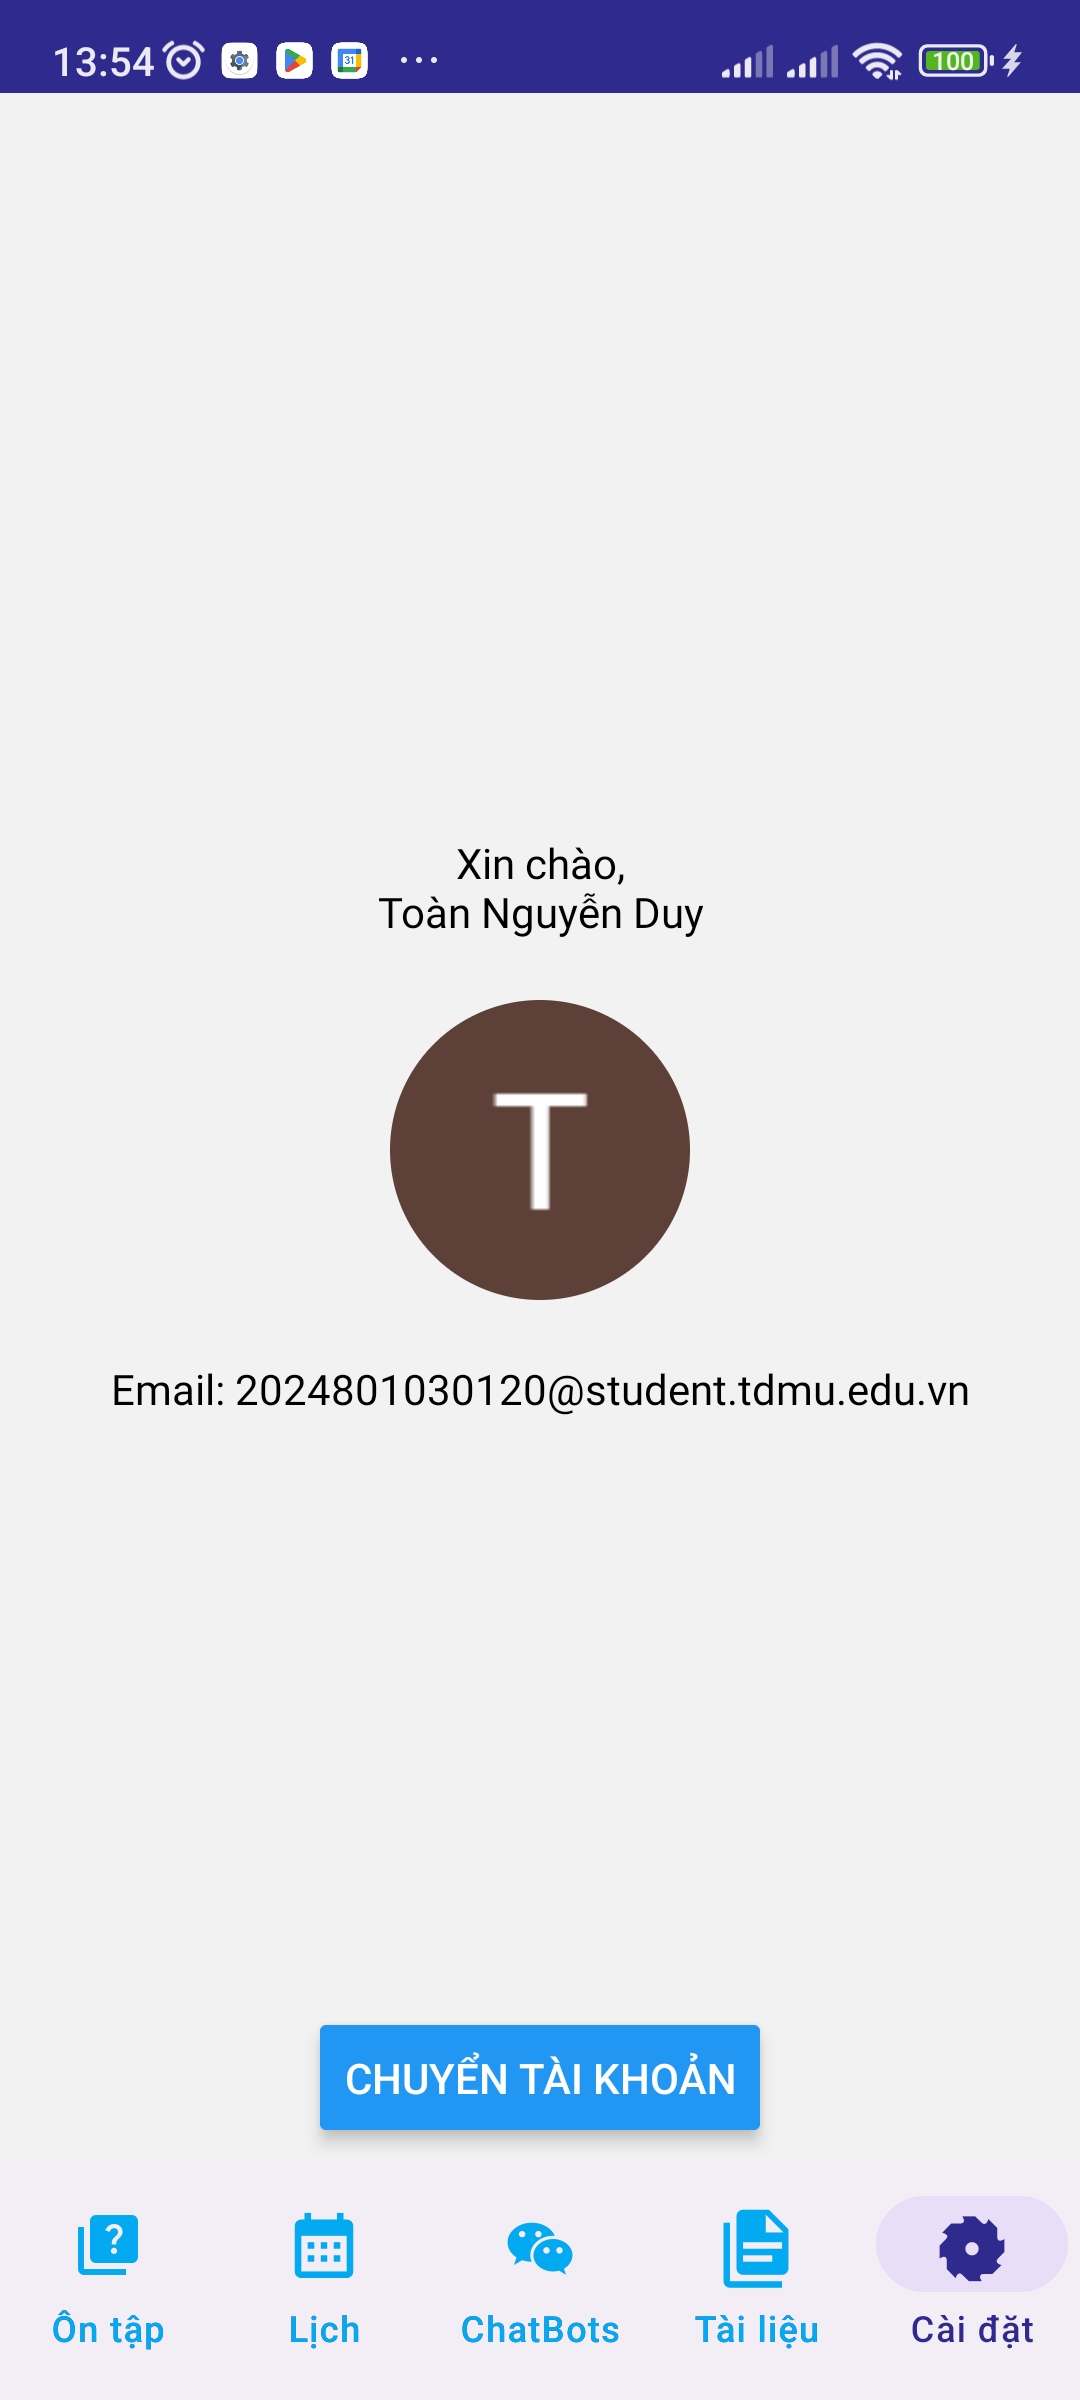 13:54
31
100
Xin chào,
Toàn Nguyễn Duy
T
Email: 2024801030120@student.tdmu.edu.vn
CHUYỂN TÀI KHOẢN
?
Ôn tập
Lịch
ChatBots
Tài liệu
Cài đặt